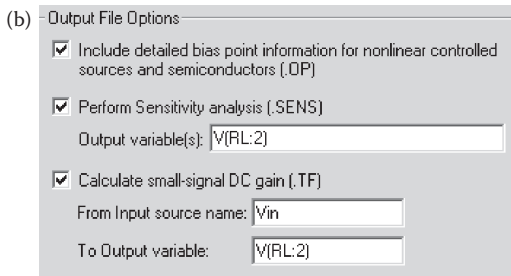 (b)
Output File Options
Include detailed bias point information for nonlinear controlled
sources and semiconductors (.OP)
Perform Sensitivity analysis (.SENS)
Output variable(s): V(RL:2)
Calculate small-signal DC gain (.TF)
From Input source name: Vin
To Output variable: V(RL:2)